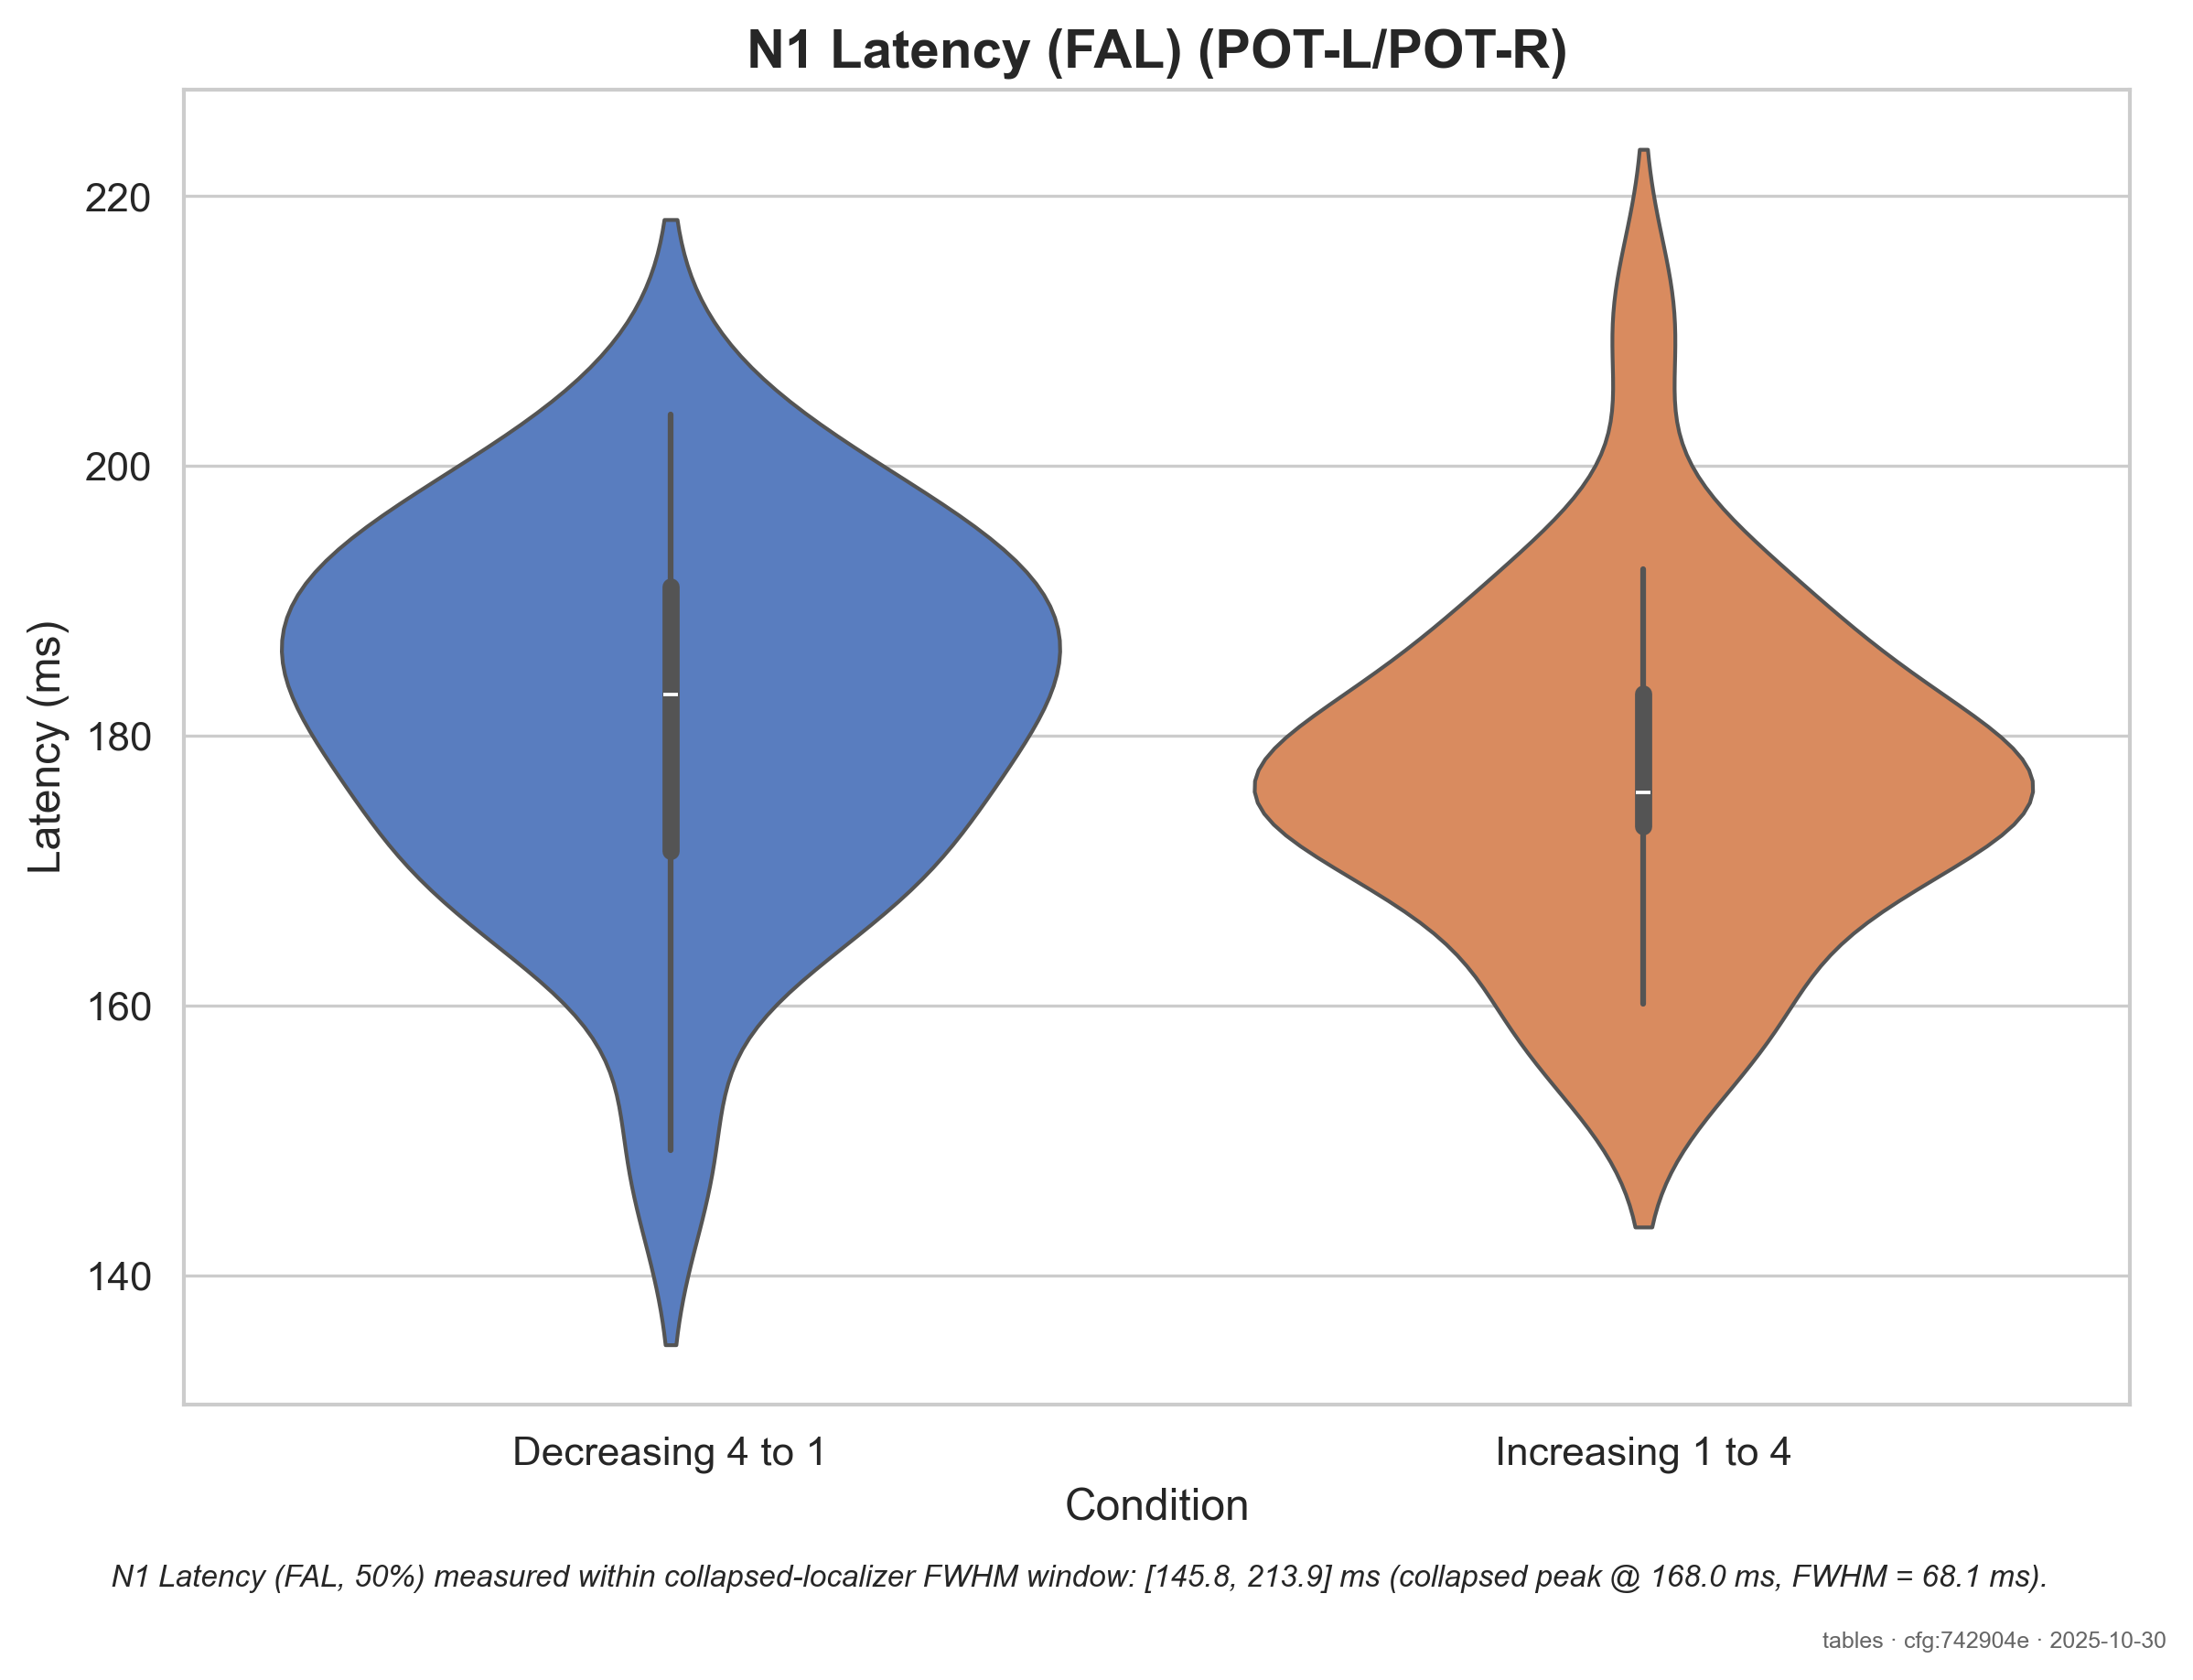 N1 Latency (FAL) (POT-L/POT-R)
Latency (ms)
220
200
180
160
140
Decreasing 4 to 1
Increasing 1 to 4
Condition
N1 Latency (FAL, 50%) measured within collapsed-localizer FWHM window: [145.8, 213.9] ms (collapsed peak @ 168.0 ms, FWHM = 68.1 ms).
tables · cfg:742904e · 2025-10-30